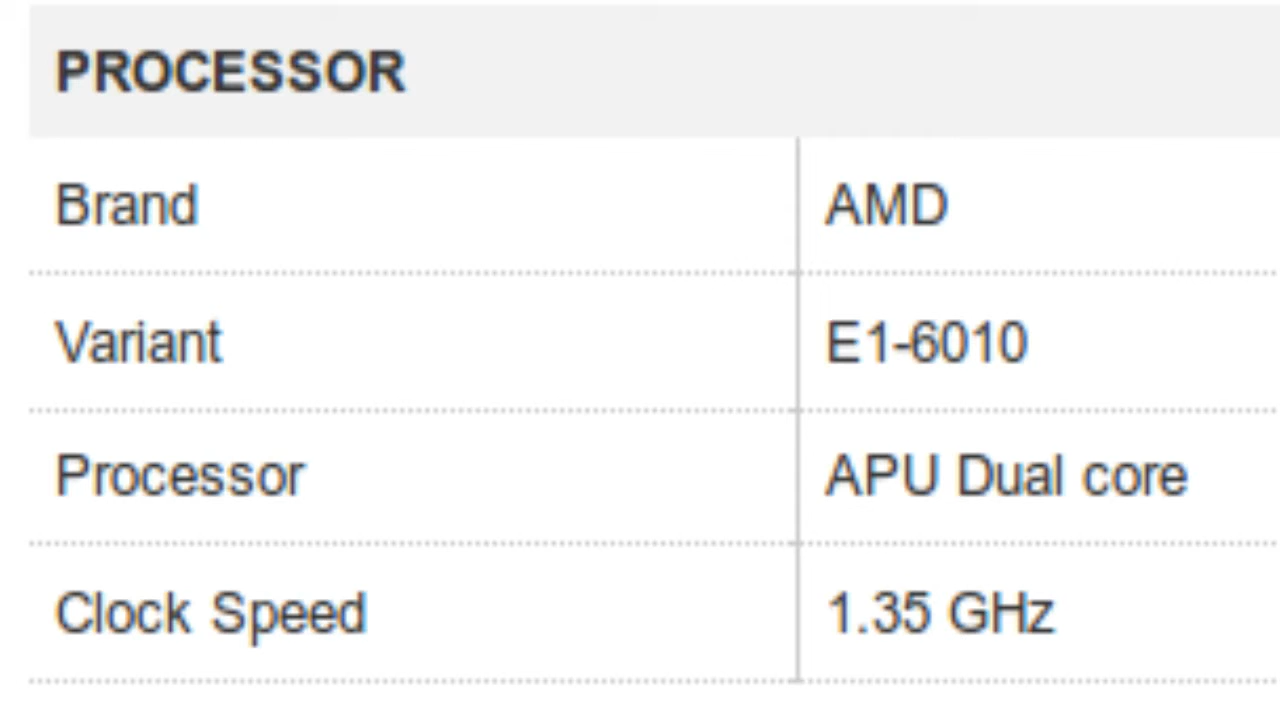 PROCESSOR
Brand AMD
Variant E1-6010
Processor APU Dual core
Clock Speed 1.35 GHz